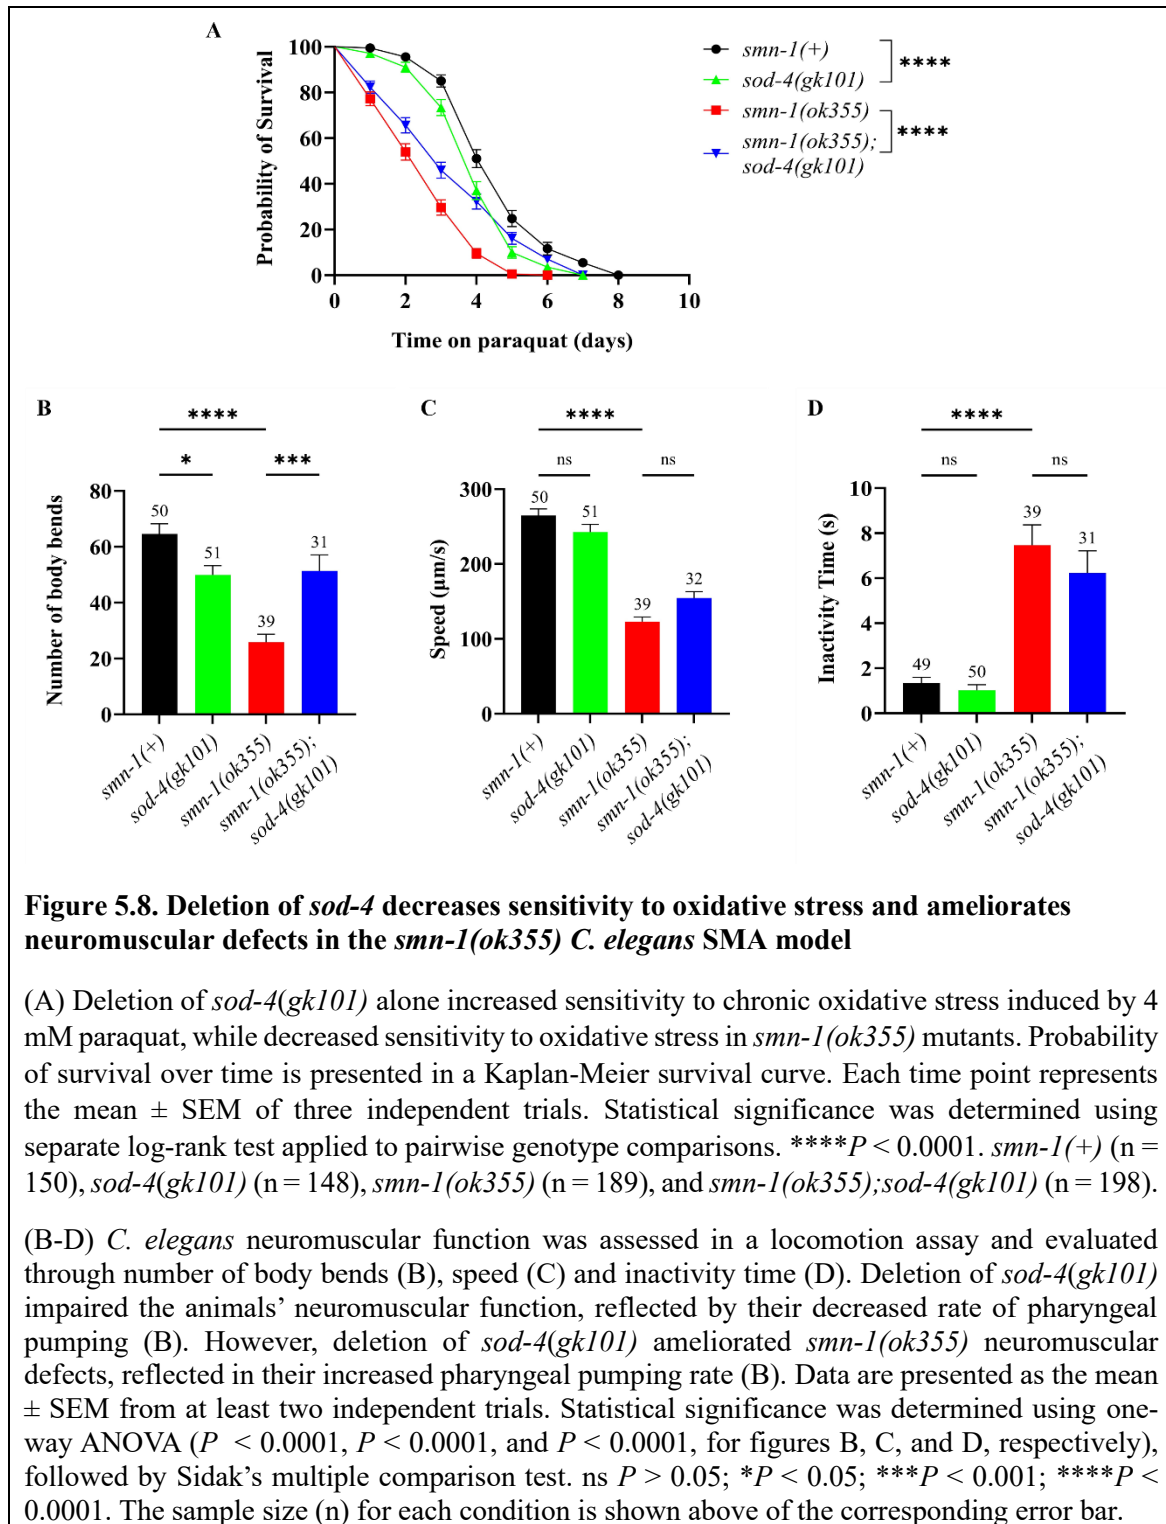 A
100
80
60
40
20
0
Probability of Survival
0 2 4 6 8 10
Time on paraquat (days)
smn-1(+)
sod-4(gk101)
****
smn-1(ok355)
smn-1(ok355);
sod-4(gk101)
****
B
****
* ***
80
60
40
20
0
Number of body bends
50
51
39
31
smn-1(+)
sod-4(gk101)
smn-1(ok355)
smn-1(ok355);
sod-4(gk101)
C
****
ns ns
300
200
100
0
Speed (μm/s)
50
51
39
32
smn-1(+)
sod-4(gk101)
smn-1(ok355)
smn-1(ok355);
sod-4(gk101)
D
****
ns ns
10
8
6
4
2
0
Inactivity Time (s)
49
50
39
31
smn-1(+)
sod-4(gk101)
smn-1(ok355)
smn-1(ok355);
sod-4(gk101)
Figure 5.8. Deletion of sod-4 decreases sensitivity to oxidative stress and ameliorates
neuromuscular defects in the smn-1(ok355) C. elegans SMA model
(A) Deletion of sod-4(gk101) alone increased sensitivity to chronic oxidative stress induced by 4
mM paraquat, while decreased sensitivity to oxidative stress in smn-1(ok355) mutants. Probability
of survival over time is presented in a Kaplan-Meier survival curve. Each time point represents
the mean ± SEM of three independent trials. Statistical significance was determined using
separate log-rank test applied to pairwise genotype comparisons. ****P < 0.0001. smn-1(+) (n =
150), sod-4(gk101) (n = 148), smn-1(ok355) (n = 189), and smn-1(ok355);sod-4(gk101) (n = 198).
(B-D) C. elegans neuromuscular function was assessed in a locomotion assay and evaluated
through number of body bends (B), speed (C) and inactivity time (D). Deletion of sod-4(gk101)
impaired the animals’ neuromuscular function, reflected by their decreased rate of pharyngeal
pumping (B). However, deletion of sod-4(gk101) ameliorated smn-1(ok355) neuromuscular
defects, reflected in their increased pharyngeal pumping rate (B). Data are presented as the mean
± SEM from at least two independent trials. Statistical significance was determined using one-
way ANOVA (P < 0.0001, P < 0.0001, and P < 0.0001, for figures B, C, and D, respectively),
followed by Sidak’s multiple comparison test. ns P > 0.05; *P < 0.05; ***P < 0.001; ****P <
0.0001. The sample size (n) for each condition is shown above of the corresponding error bar.